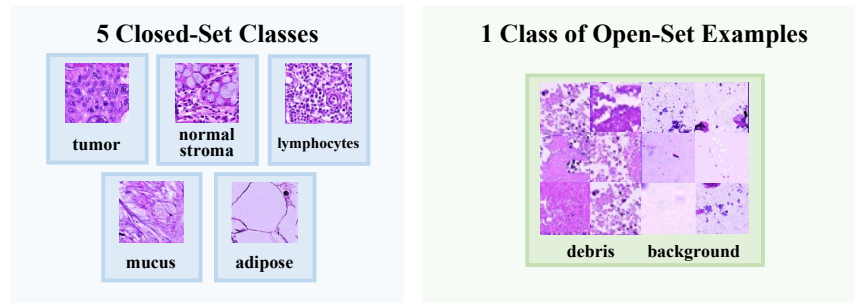 5 Closed-Set Classes
tumor
normal
stroma
lymphocytes
mucus
adipose
1 Class of Open-Set Examples
debris
background